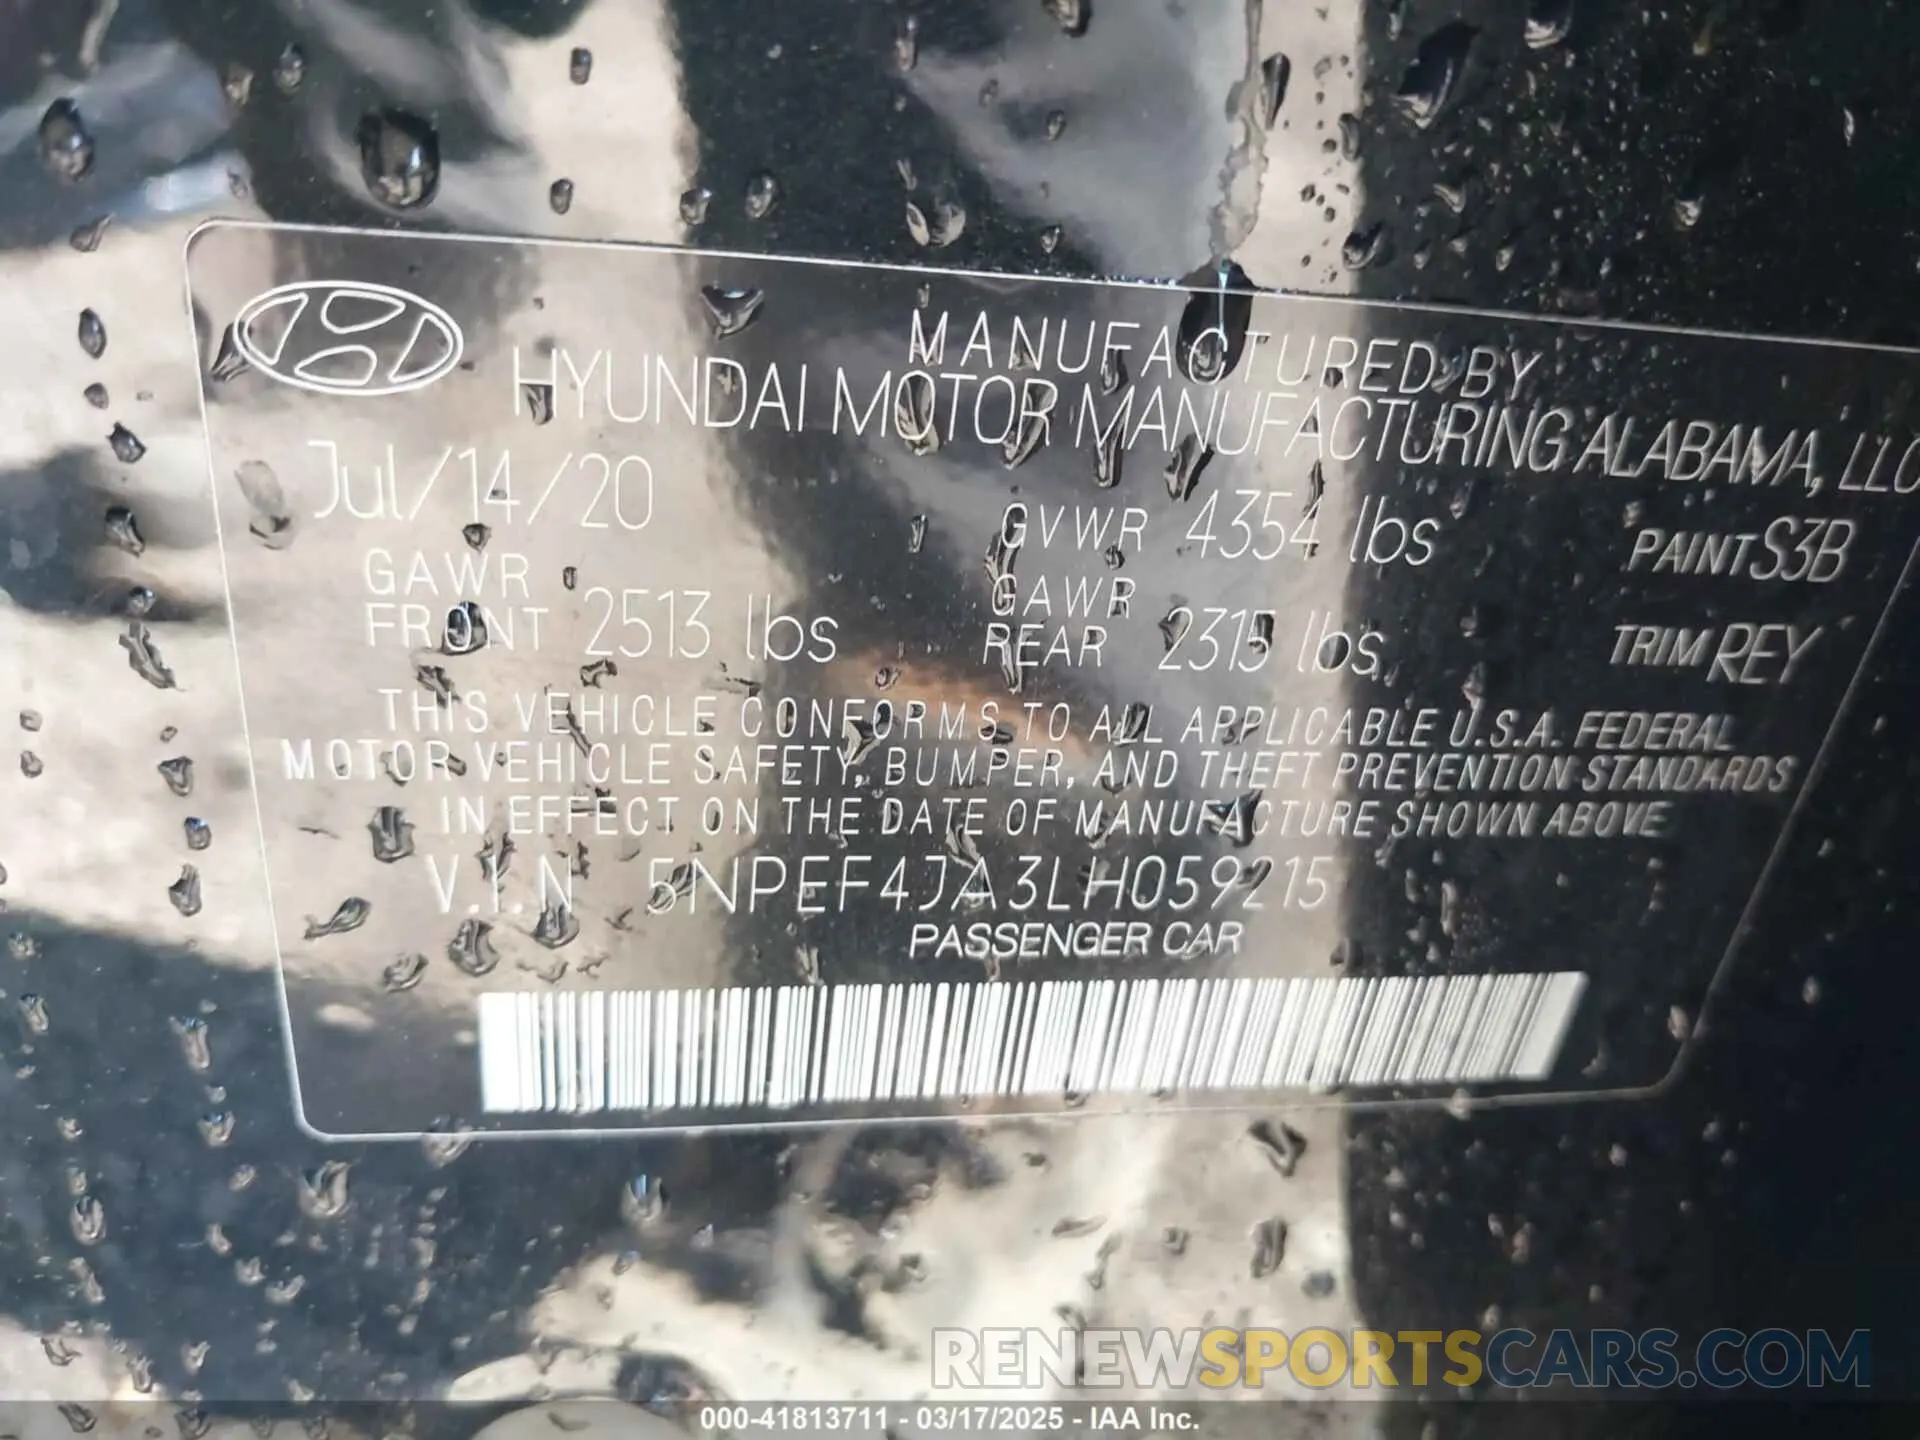 MANUFACTURED BY
HYUNDAI MOTOR MANUFACTURING ALABAMA, LLC
Jul/14/20 GVWR 4354 lbs PAINT S3B
GAWR FRONT 2513 lbs GAWR REAR 2315 lbs TRIM REY
THIS VEHICLE CONFORMS TO ALL APPLICABLE U.S.A. FEDERAL
MOTOR VEHICLE SAFETY, BUMPER, AND THEFT PREVENTION STANDARDS
IN EFFECT ON THE DATE OF MANUFACTURE SHOWN ABOVE
V.I.N 5NPEF4JA3LH059215
PASSENGER CAR
RENEWSPORTSCARS.COM
000-41813711 - 03/17/2025 - IAA Inc.